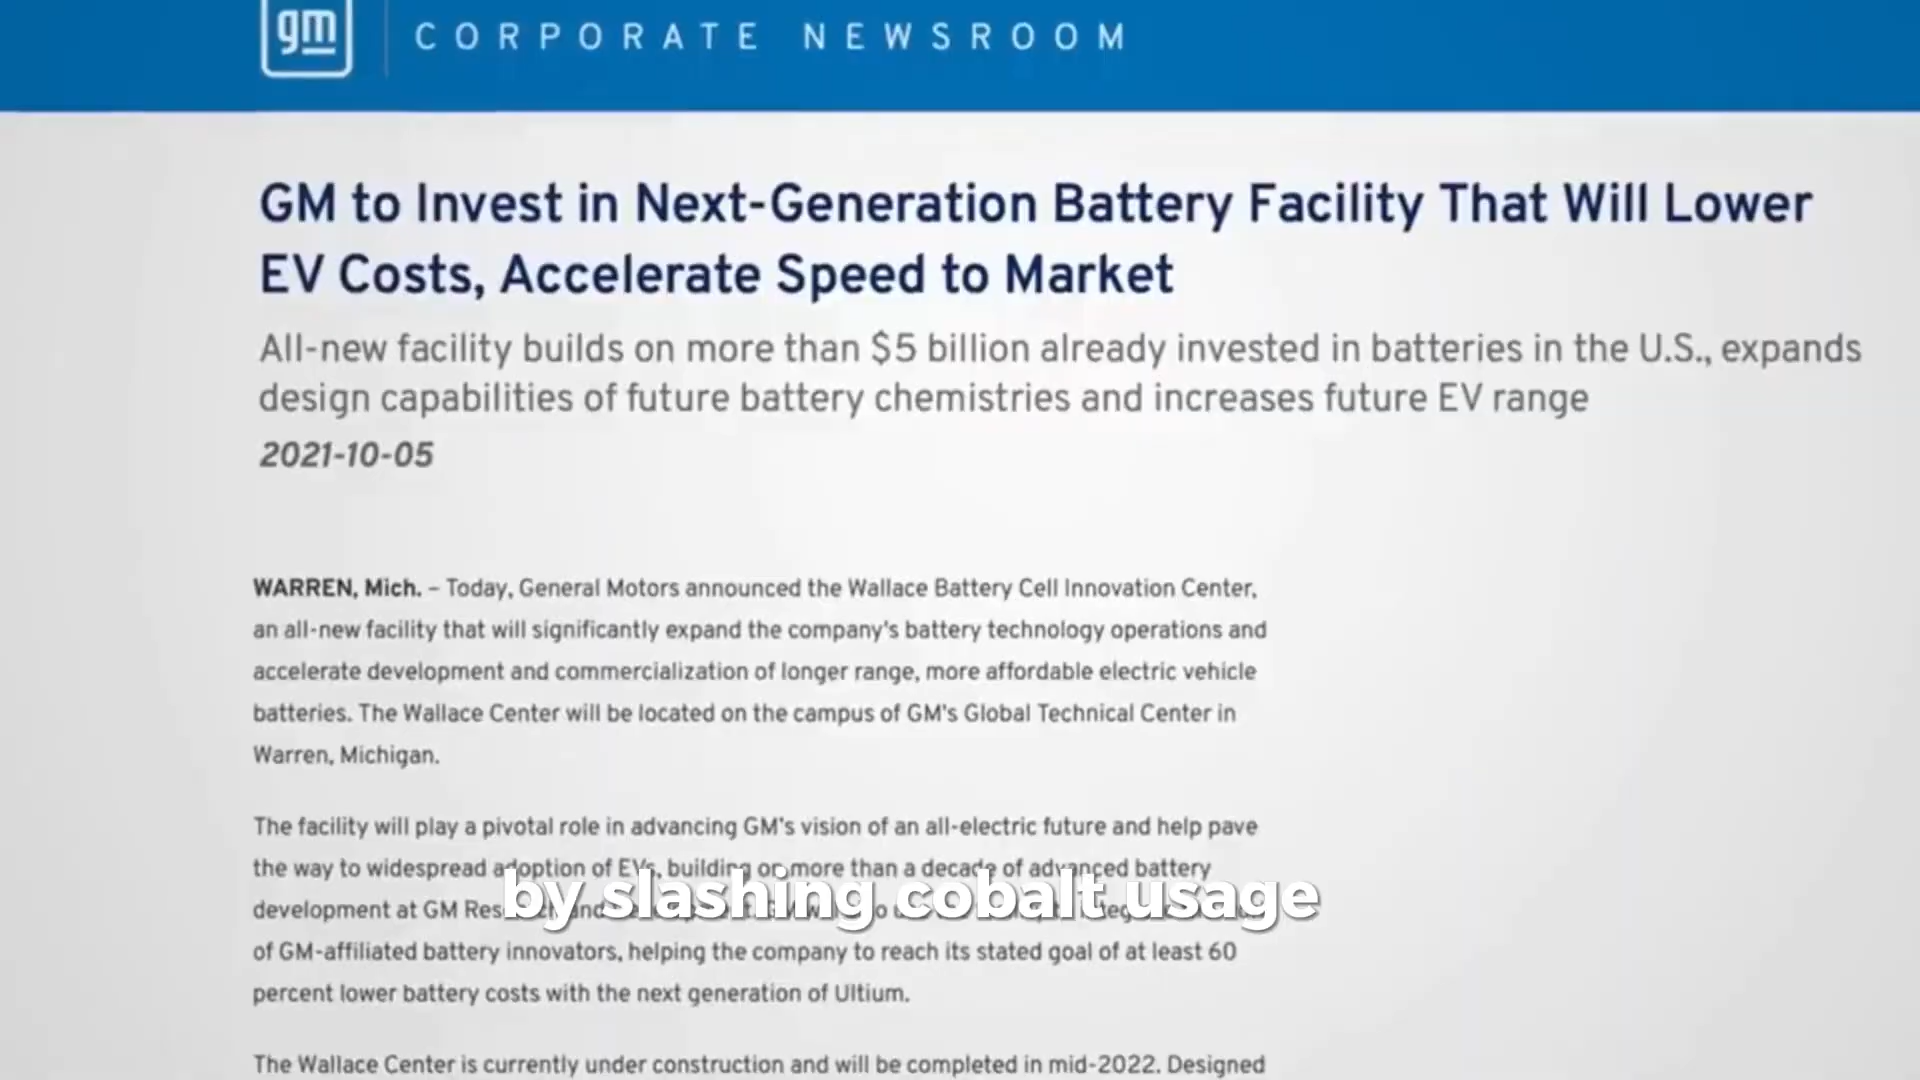 gm
CORPORATE NEWSROOM
GM to Invest in Next-Generation Battery Facility That Will Lower
EV Costs, Accelerate Speed to Market
All-new facility builds on more than $5 billion already invested in batteries in the U.S., expands
design capabilities of future battery chemistries and increases future EV range
2021-10-05
WARREN, Mich. – Today, General Motors announced the Wallace Battery Cell Innovation Center,
an all-new facility that will significantly expand the company's battery technology operations and
accelerate development and commercialization of longer range, more affordable electric vehicle
batteries. The Wallace Center will be located on the campus of GM's Global Technical Center in
Warren, Michigan.
The facility will play a pivotal role in advancing GM's vision of an all-electric future and help pave
the way to widespread adoption of EVs, building on more than a decade of advanced battery
development at GM
by slashing cobalt usage
of GM-affiliated battery innovators, helping the company to reach its stated goal of at least 60
percent lower battery costs with the next generation of Ultium.
The Wallace Center is currently under construction and will be completed in mid-2022. Designed